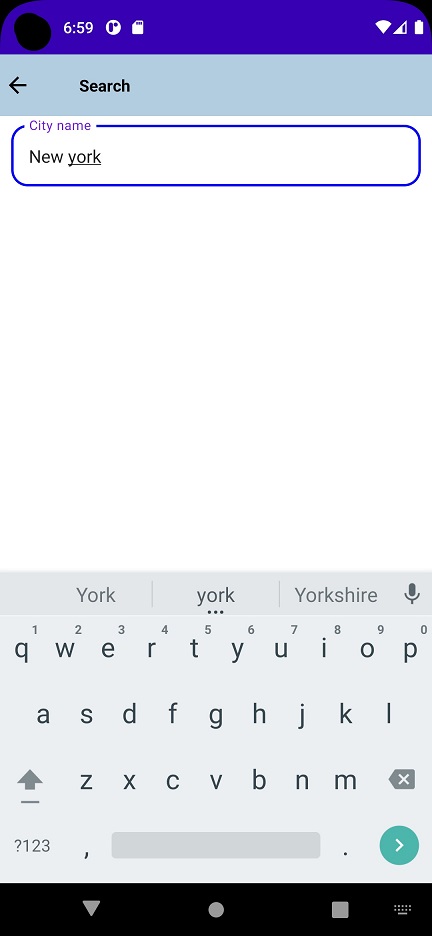 6:59
Search
City name
New york
York york Yorkshire
1 2 3 4 5 6 7 8 9 0
q w e r t y u i o p
a s d f g h j k l
z x c v b n m
?123 , .